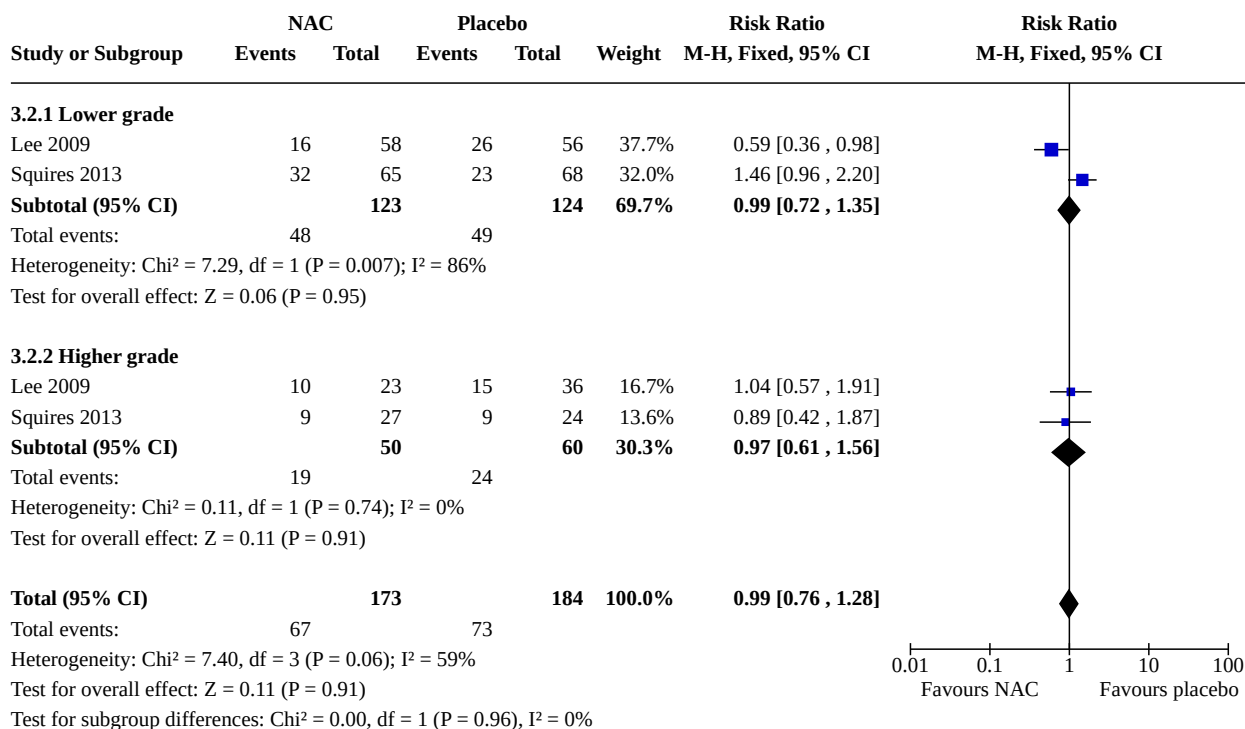 NAC Placebo Risk Ratio Risk Ratio
Study or Subgroup Events Total Events Total Weight M-H, Fixed, 95% CI M-H, Fixed, 95% CI
3.2.1 Lower grade
Lee 2009 16 58 26 56 37.7% 0.59 [0.36 , 0.98]
Squires 2013 32 65 23 68 32.0% 1.46 [0.96 , 2.20]
Subtotal (95% CI) 123 124 69.7% 0.99 [0.72 , 1.35]
Total events: 48 49
Heterogeneity: Chi² = 7.29, df = 1 (P = 0.007); I² = 86%
Test for overall effect: Z = 0.06 (P = 0.95)
3.2.2 Higher grade
Lee 2009 10 23 15 36 16.7% 1.04 [0.57 , 1.91]
Squires 2013 9 27 9 24 13.6% 0.89 [0.42 , 1.87]
Subtotal (95% CI) 50 60 30.3% 0.97 [0.61 , 1.56]
Total events: 19 24
Heterogeneity: Chi² = 0.11, df = 1 (P = 0.74); I² = 0%
Test for overall effect: Z = 0.11 (P = 0.91)
Total (95% CI) 173 184 100.0% 0.99 [0.76 , 1.28]
Total events: 67 73
Heterogeneity: Chi² = 7.40, df = 3 (P = 0.06); I² = 59%
0.01 0.1 1 10 100
Test for overall effect: Z = 0.11 (P = 0.91)
Favours NAC Favours placebo
Test for subgroup differences: Chi² = 0.00, df = 1 (P = 0.96), I² = 0%